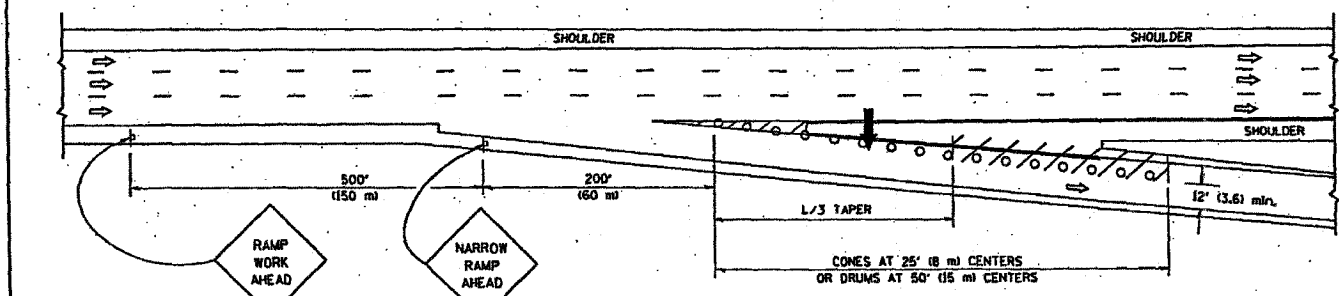 SHOULDER
SHOULDER
SHOULDER
500'
(150 m)
200'
(60 m)
12' (3.6) min.
L/3 TAPER
RAMP
WORK
AHEAD
NARROW
RAMP
AHEAD
CONES AT 25' (8 m) CENTERS
OR DRUMS AT 50' (15 m) CENTERS